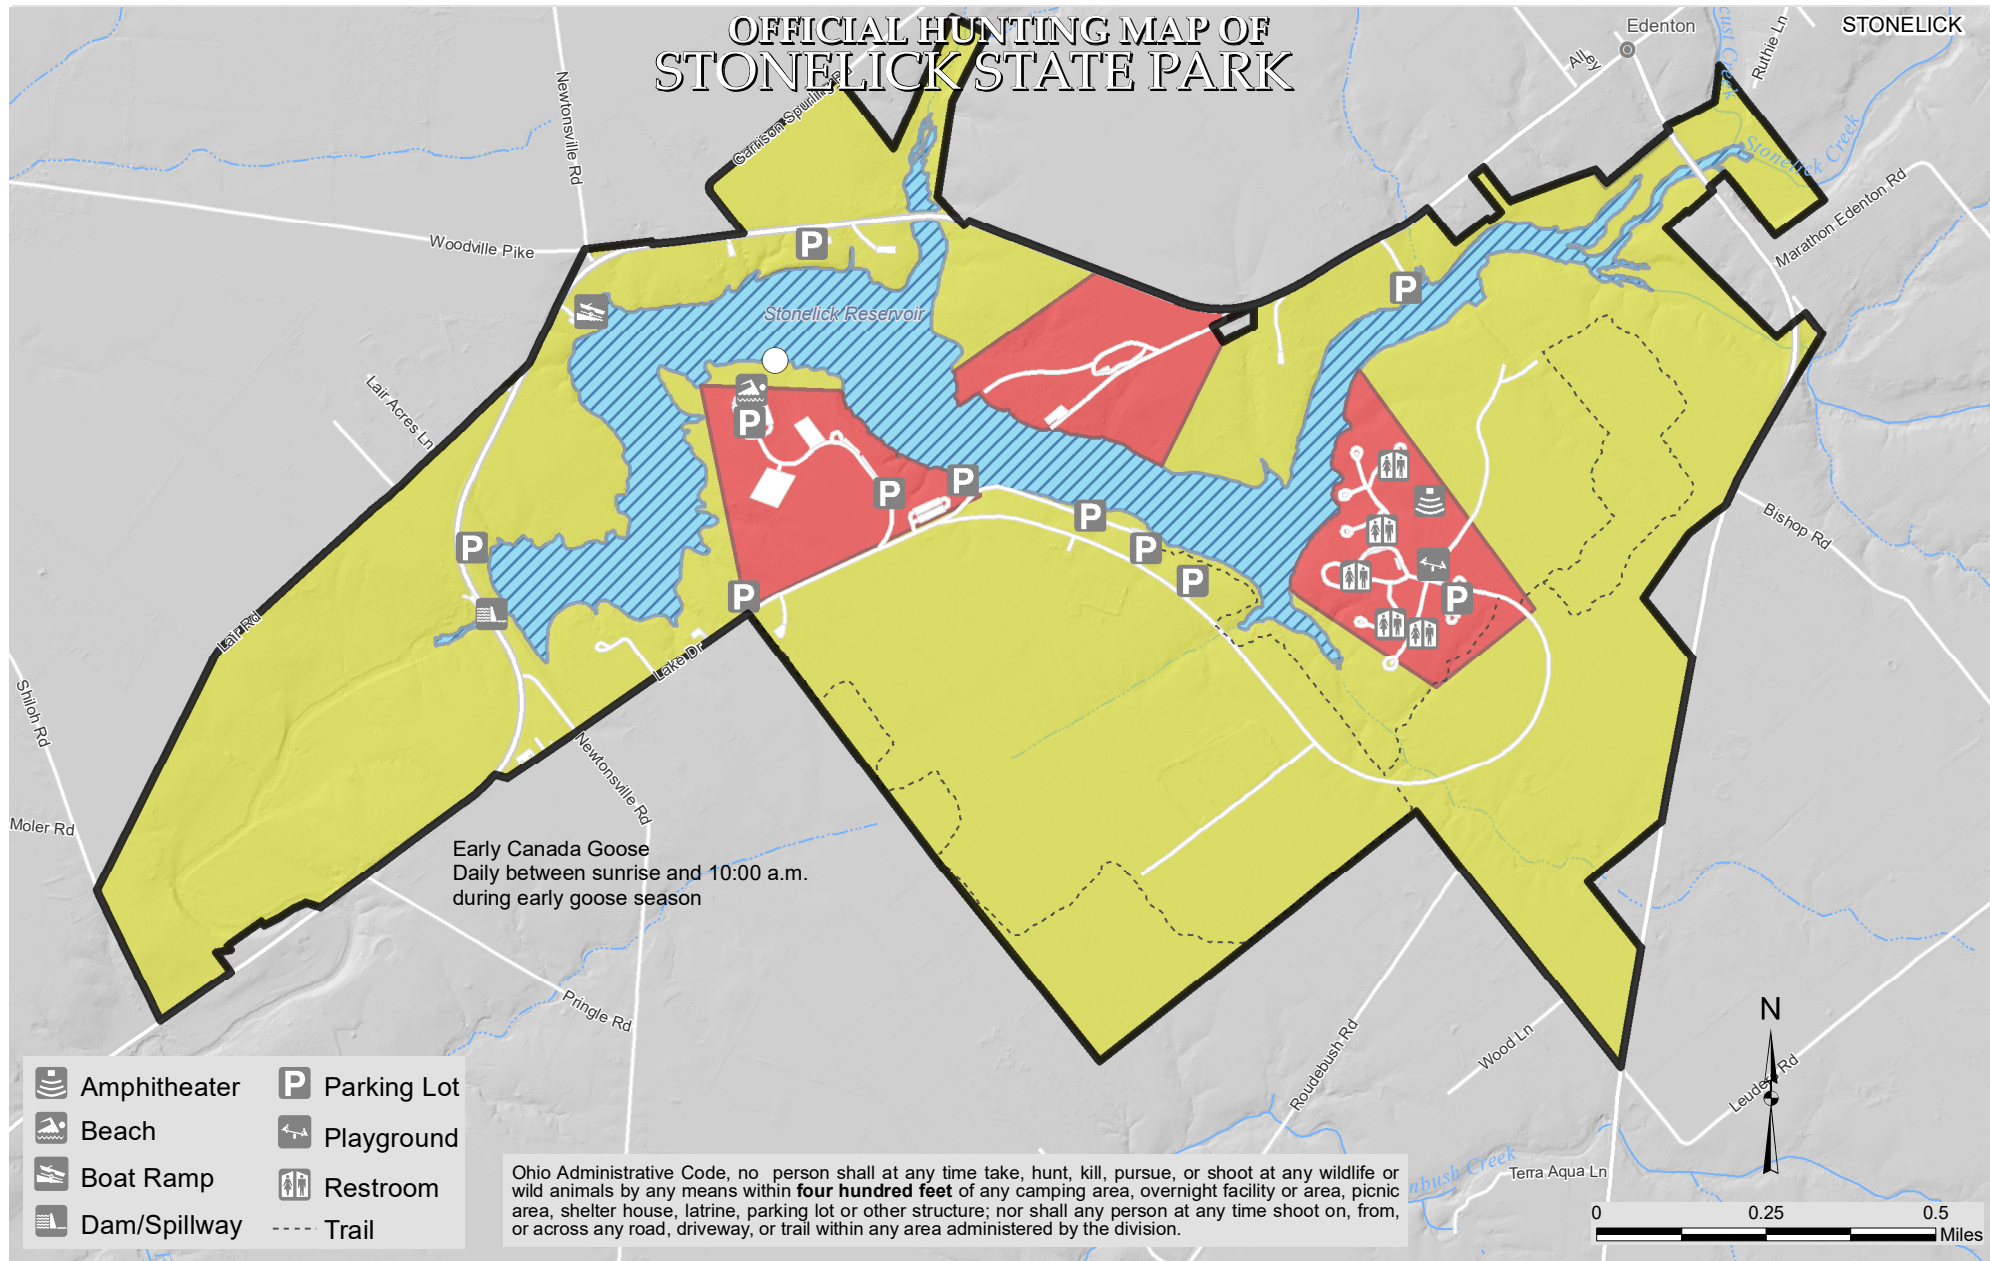 OFFICIAL HUNTING MAP OF
STONELICK STATE PARK
STONELICK
Edenton
Alley
Ruthie Ln
Creek
Stonelick Creek
Marathon Edenton Rd
Newtonsville Rd
Garrison Spurling Rd
Woodville Pike
P
P
Stonelick Reservoir
Lair Acres Ln
P
P
P
P
P
P
P
P
P
P
Bishop Rd
Lair Rd
Lake Dr
Shiloh Rd
Newtonsville Rd
Moler Rd
Early Canada Goose
Daily between sunrise and 10:00 a.m.
during early goose season
Pringle Rd
Roudebush Rd
Wood Ln
N
Leuders Rd
Amphitheater
P Parking Lot
Beach
Playground
Boat Ramp
Restroom
Dam/Spillway
Trail
Ohio Administrative Code, no person shall at any time take, hunt, kill, pursue, or shoot at any wildlife or
wild animals by any means within four hundred feet of any camping area, overnight facility or area, picnic
area, shelter house, latrine, parking lot or other structure; nor shall any person at any time shoot on, from,
or across any road, driveway, or trail within any area administered by the division.
nbush Creek
Terra Aqua Ln
0 0.25 0.5
Miles